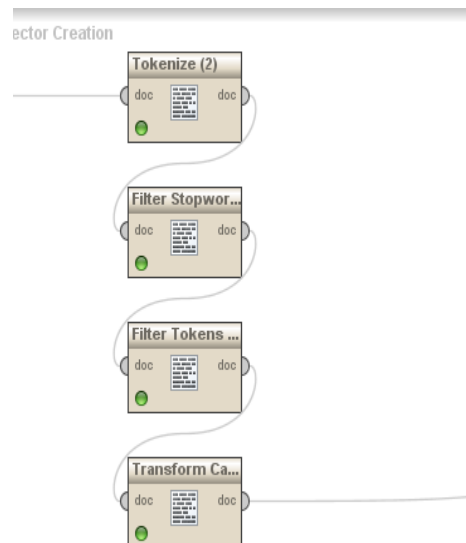 ector Creation
Tokenize (2)
doc doc
Filter Stopwor...
doc doc
Filter Tokens ...
doc doc
Transform Ca...
doc doc